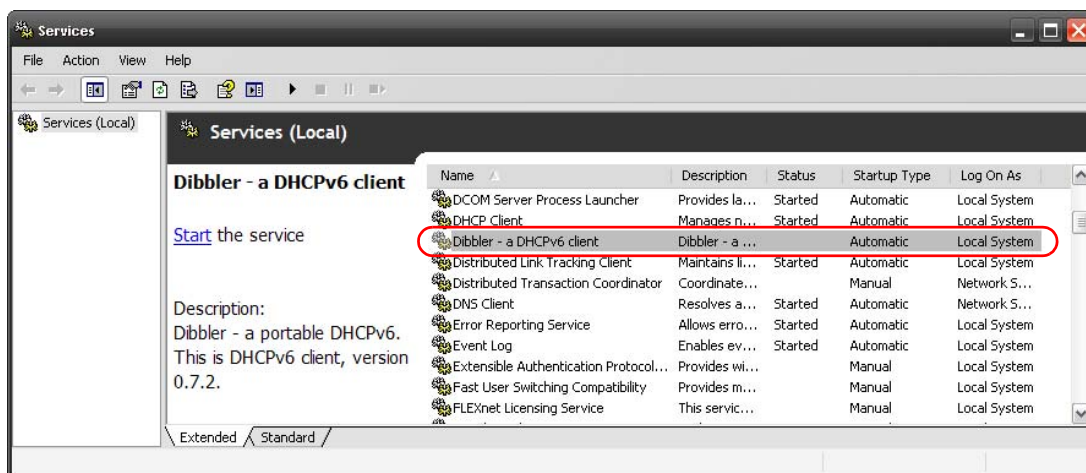 Services
File Action View Help
Services (Local)
Services (Local)
Dibbler - a DHCPv6 client
Start the service
Description:
Dibbler - a portable DHCPv6.
This is DHCPv6 client, version
0.7.2.
Name Description Status Startup Type Log On As
DCOM Server Process Launcher Provides la... Started Automatic Local System
DHCP Client Manages n... Started Automatic Local System
Dibbler - a DHCPv6 client Dibbler - a ... Automatic Local System
Distributed Link Tracking Client Maintains li... Started Automatic Local System
Distributed Transaction Coordinator Coordinate... Manual Network S...
DNS Client Resolves a... Started Automatic Network S...
Error Reporting Service Allows erro... Started Automatic Local System
Event Log Enables ev... Started Automatic Local System
Extensible Authentication Protocol... Provides wi... Manual Local System
Fast User Switching Compatibility Provides m... Manual Local System
FLEXnet Licensing Service This servic... Manual Local System
Extended Standard